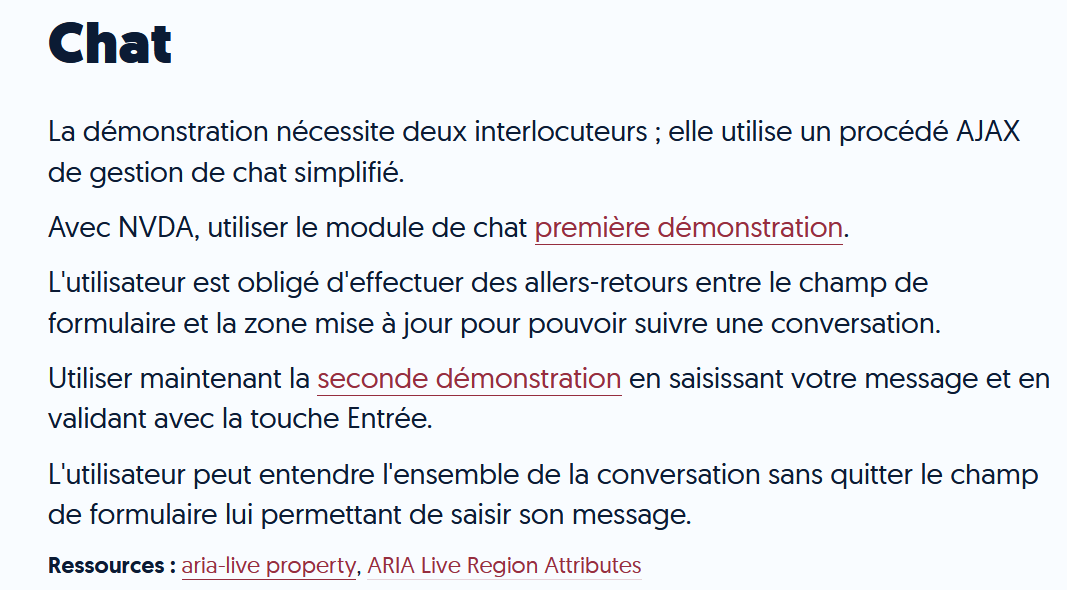 Chat
La démonstration nécessite deux interlocuteurs ; elle utilise un procédé AJAX
de gestion de chat simplifié.
Avec NVDA, utiliser le module de chat première démonstration.
L'utilisateur est obligé d'effectuer des allers-retours entre le champ de
formulaire et la zone mise à jour pour pouvoir suivre une conversation.
Utiliser maintenant la seconde démonstration en saisissant votre message et en
validant avec la touche Entrée.
L'utilisateur peut entendre l'ensemble de la conversation sans quitter le champ
de formulaire lui permettant de saisir son message.
Ressources : aria-live property, ARIA Live Region Attributes